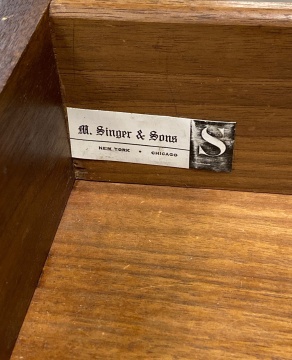 M. Singer & Sons
NEW YORK • CHICAGO
S